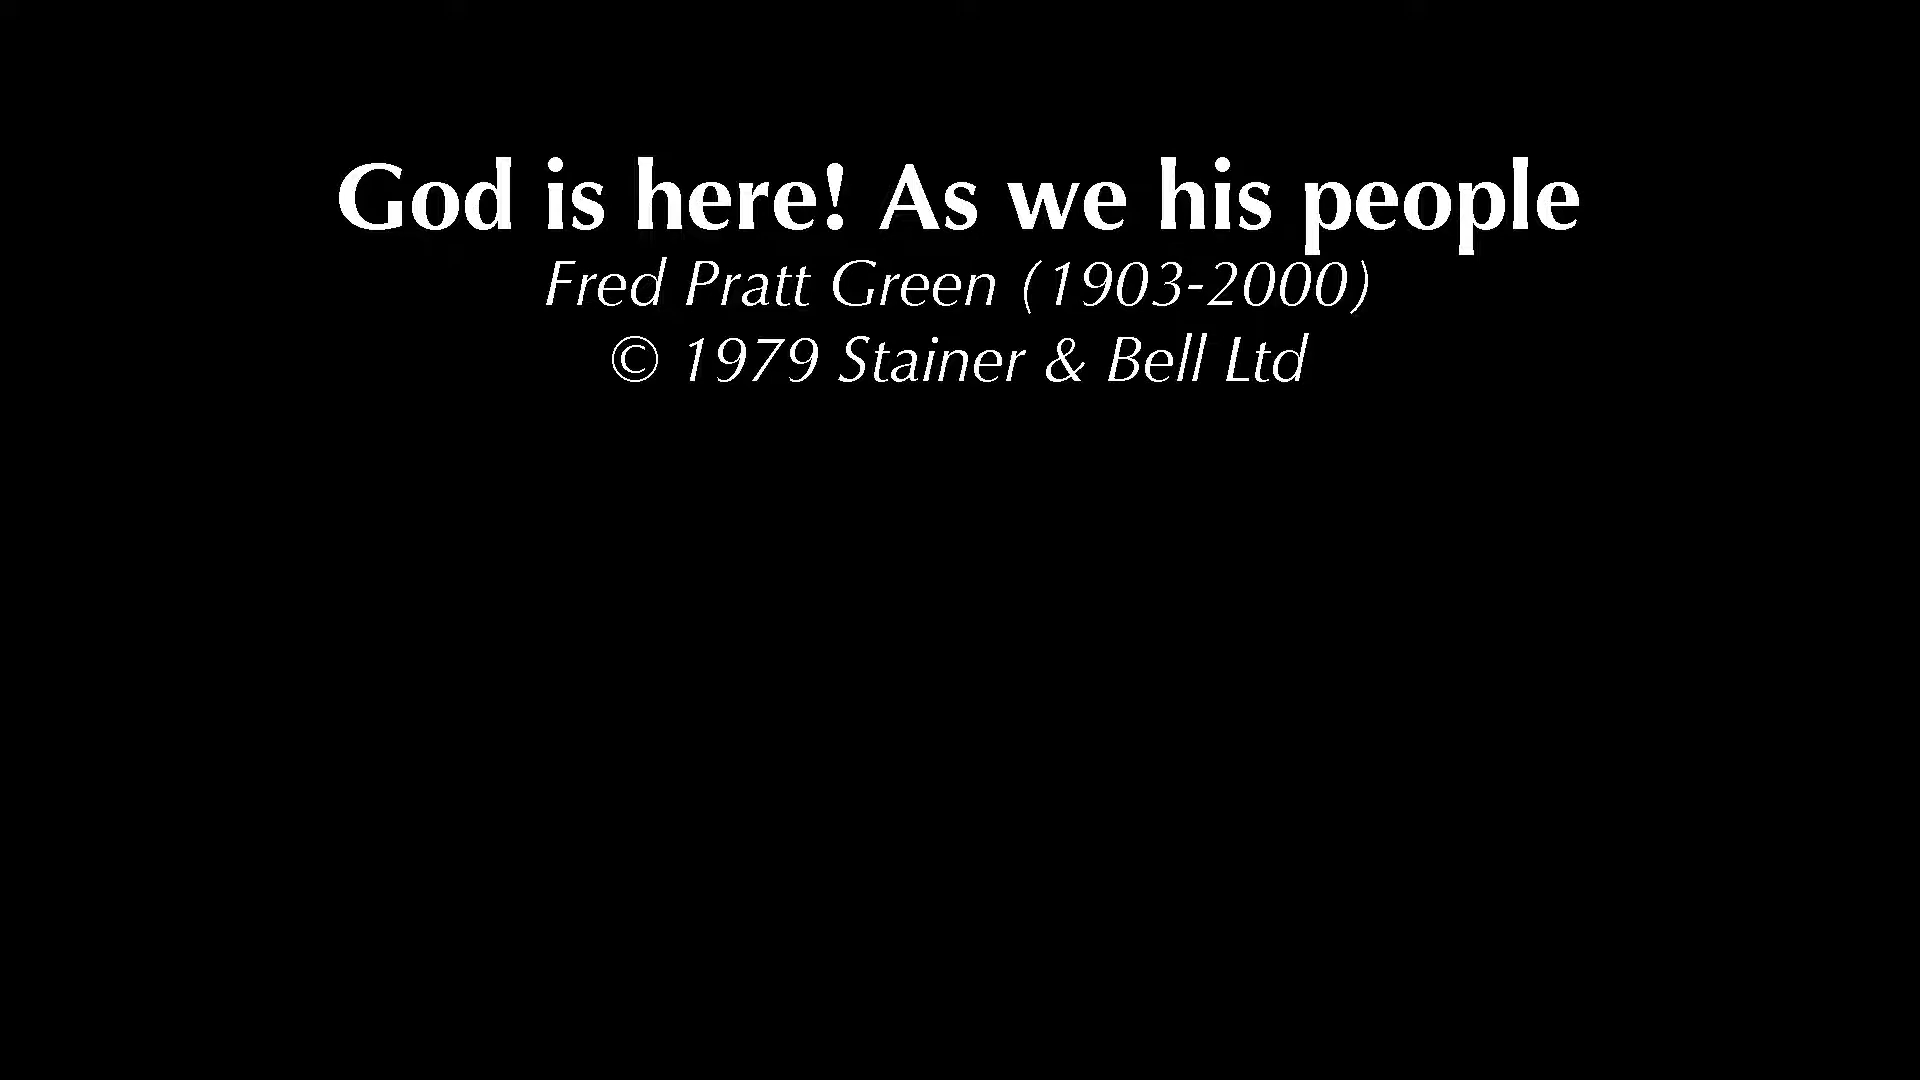 God is here! As we his people
Fred Pratt Green (1903-2000)
© 1979 Stainer & Bell Ltd